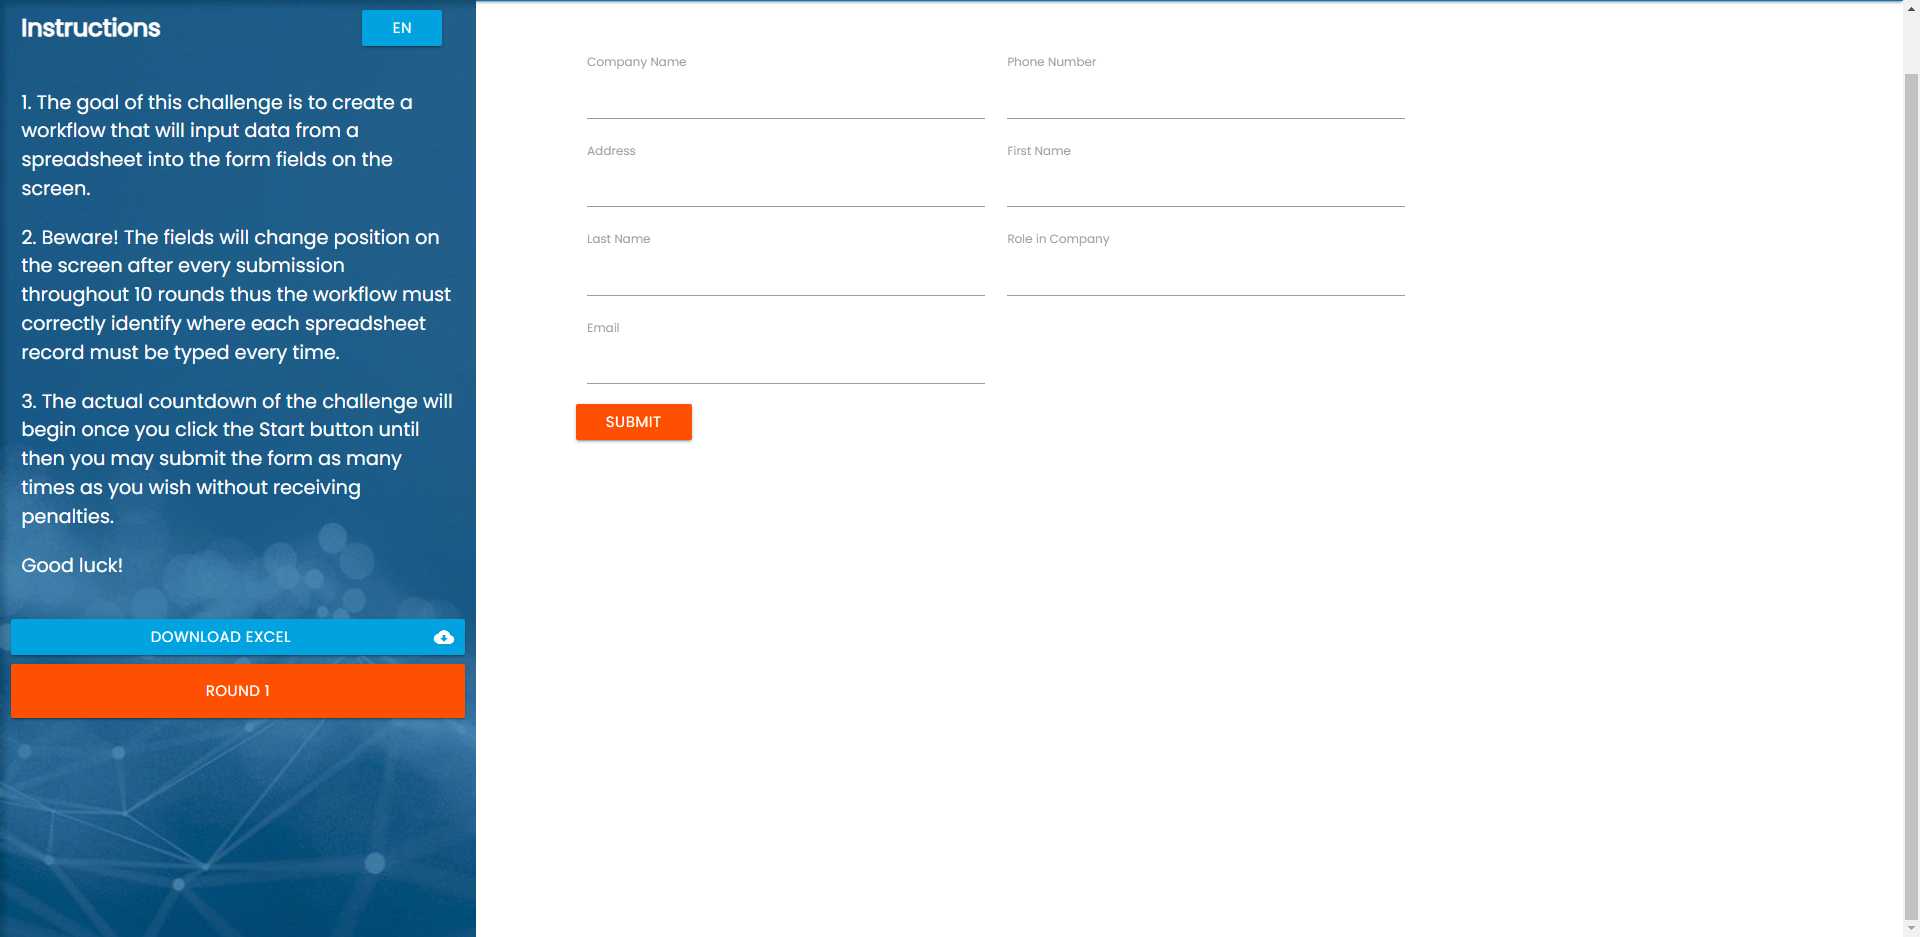 Instructions
EN
1. The goal of this challenge is to create a
workflow that will input data from a
spreadsheet into the form fields on the
screen.
2. Beware! The fields will change position on
the screen after every submission
throughout 10 rounds thus the workflow must
correctly identify where each spreadsheet
record must be typed every time.
3. The actual countdown of the challenge will
begin once you click the Start button until
then you may submit the form as many
times as you wish without receiving
penalties.
Good luck!
DOWNLOAD EXCEL
ROUND 1
Company Name
Phone Number
Address
First Name
Last Name
Role in Company
Email
SUBMIT